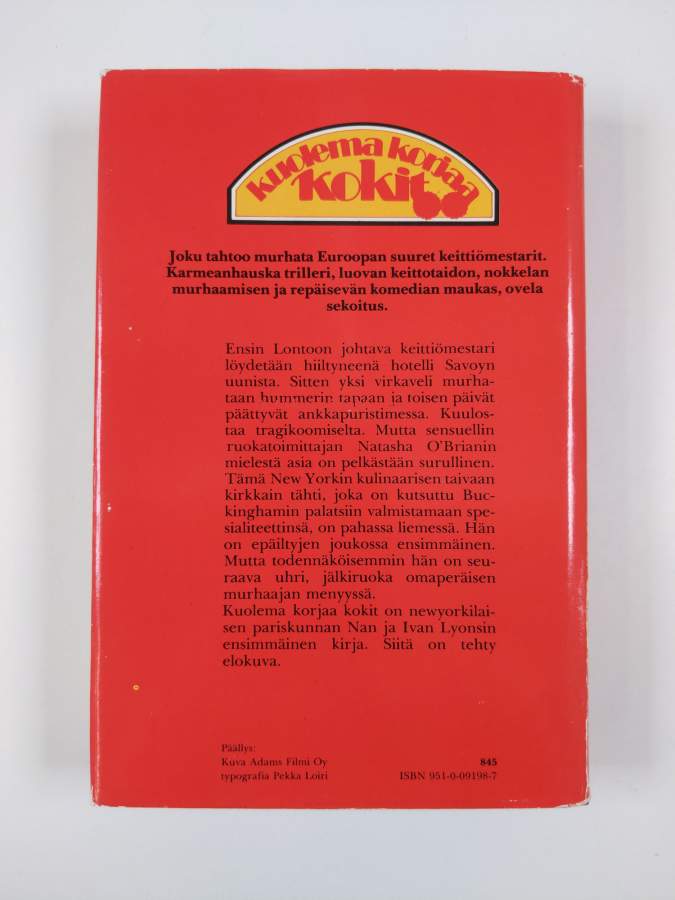 kuolema korjaa
kokit
Joku tahtoo murhata Euroopan suuret keittiömestarit.
Karmeanhauska trilleri, luovan keittotaidon, nokkelan
murhaamisen ja repäisevän komedian maukas, ovela
sekoitus.
Ensin Lontoon johtava keittiömestari
löydetään hiiltyneenä hotelli Savoyn
uunista. Sitten yksi virkaveli murha-
taan hummerin tapaan ja toisen päivät
päättyvät ankkapuristimessa. Kuulos-
taa tragikoomiselta. Mutta sensuellin
ruokatoimittajan Natasha O'Brianin
mielestä asia on pelkästään surullinen.
Tämä New Yorkin kulinaarisen taivaan
kirkkain tähti, joka on kutsuttu Buc-
kinghamin palatsiin valmistamaan spe-
sialiteettinsä, on pahassa liemessä. Hän
on epäiltyjen joukossa ensimmäinen.
Mutta todennäköisemmin hän on seu-
raava uhri, jälkiruoka omaperäisen
murhaajan menyyssä.
Kuolema korjaa kokit on newyorkilai-
sen pariskunnan Nan ja Ivan Lyonsin
ensimmäinen kirja. Siitä on tehty
elokuva.
Päällys:
Kuva Adams Filmi Oy
typografia Pekka Loiri
845
ISBN 951-0-09198-7